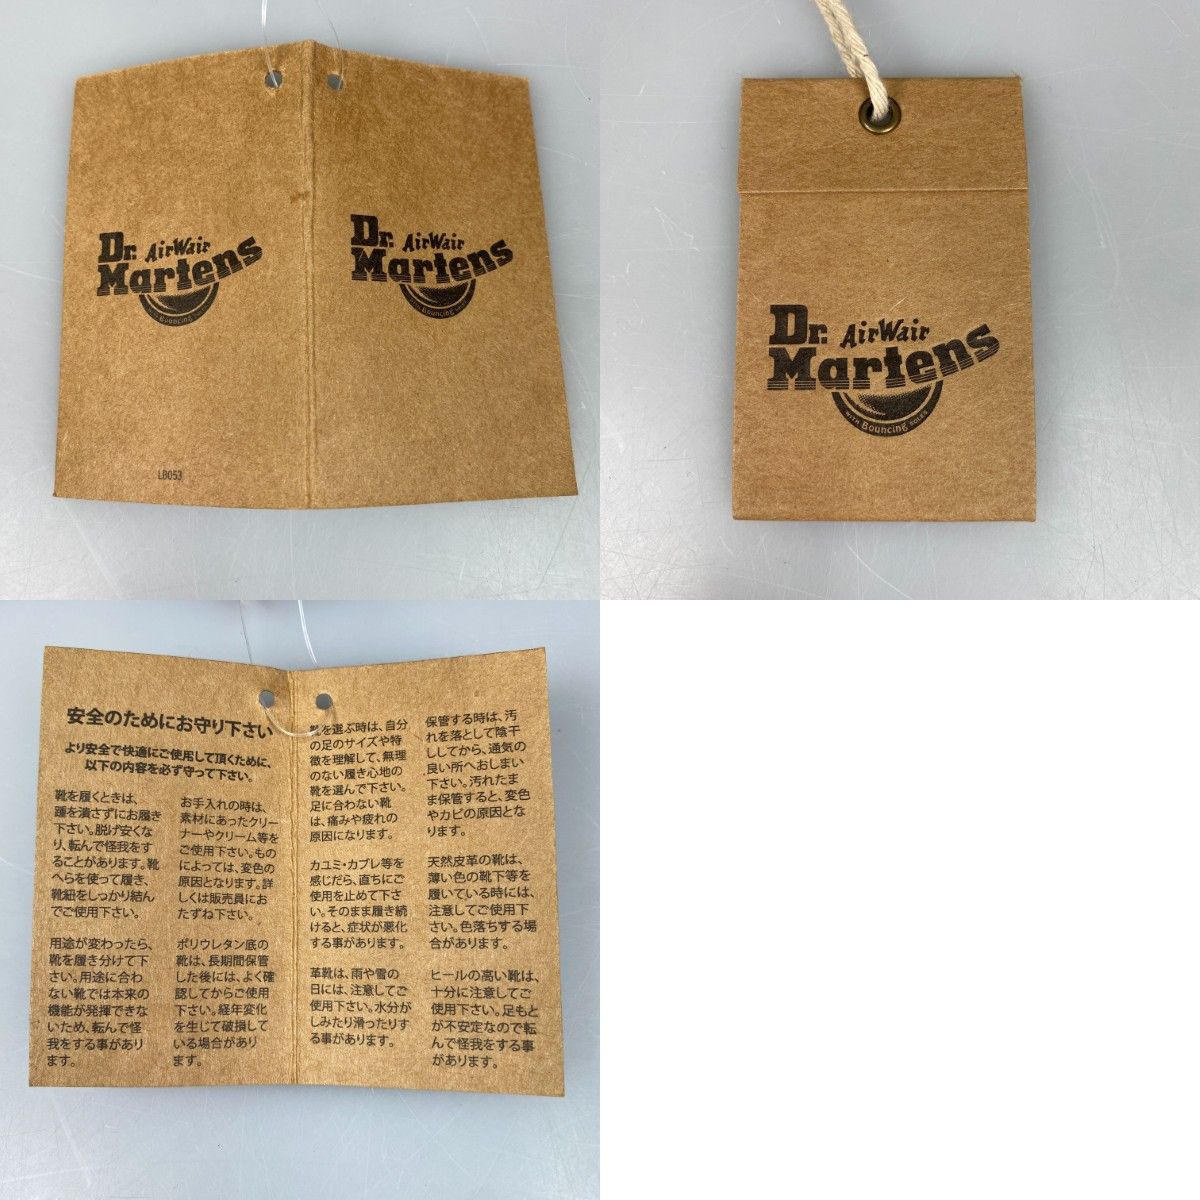 Dr. AirWair
Martens
WITH Bouncing SOLES
Dr. AirWair
Martens
WITH Bouncing SOLES
LB053
Dr. AirWair
Martens
WITH Bouncing SOLES
安全のためにお守り下さい
より安全で快適にご使用して頂くために、
以下の内容を必ず守って下さい。
靴を履くときは、
踵を潰さずにお履き
下さい。脱げ安くな
り、転んで怪我をす
ることがあります。靴
へらを使って履き、
靴紐をしっかり結ん
でご使用下さい。
用途が変わったら、
靴を履き分けて下
さい。用途に合わ
ない靴では本来の
機能が発揮できな
いため、転んで怪
我をする事があり
ます。
お手入れの時は、
素材にあったクリー
ナーやクリーム等を
ご使用下さい。もの
によっては、変色の
原因となります。詳
しくは販売員にお
たずね下さい。
ポリウレタン底の
靴は、長期間保管
した後には、よく確
認してからご使用
下さい。経年変化
を生じて破損して
いる場合があり
ます。
靴を選ぶ時は、自分
の足のサイズや特
徴を理解して、無理
のない履き心地の
靴を選んで下さい。
足に合わない靴
は、痛みや疲れの
原因になります。
カユミ・カブレ等を
感じだら、直ちにご
使用を止めて下さ
い。そのまま履き続
けると、症状が悪化
する事があります。
革靴は、雨や雪の
日には、注意してご
使用下さい。水分が
しみたり滑ったりす
る事があります。
保管する時は、汚
れを落として陰干
ししてから、通気の
良い所へおしまい
下さい。汚れたま
ま保管すると、変色
やカビの原因とな
ります。
天然皮革の靴は、
薄い色の靴下等を
履いている時には、
注意してご使用下
さい。色落ちする場
合があります。
ヒールの高い靴は、
十分に注意してご
使用下さい。足もと
が不安定なので転
んで怪我をする事
があります。